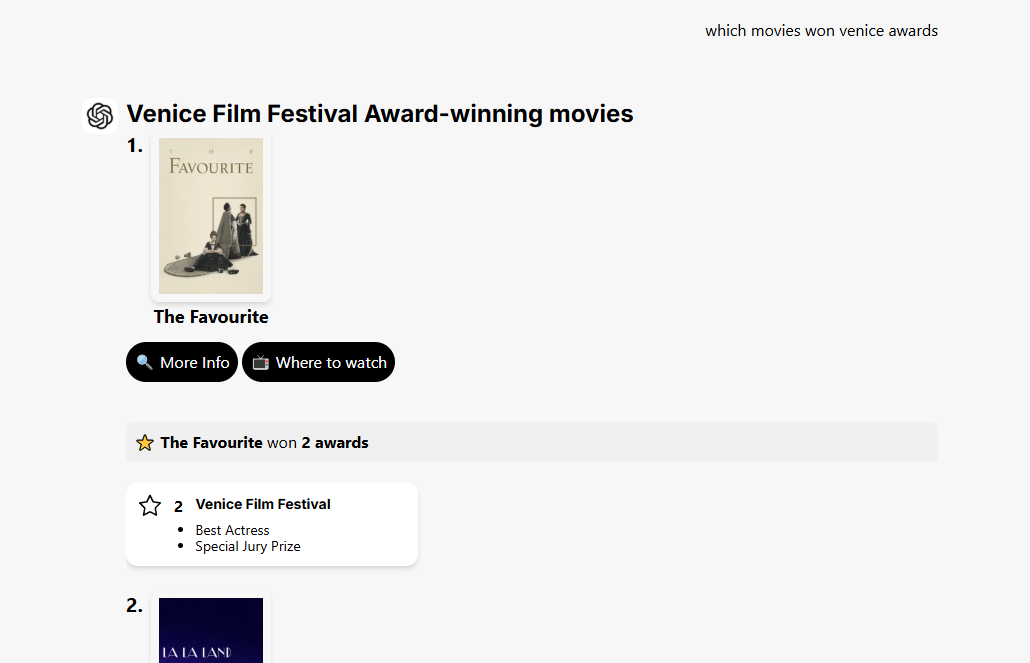 which movies won venice awards
Venice Film Festival Award-winning movies
1.
T H E
FAVOURITE
The Favourite
More Info
Where to watch
The Favourite won 2 awards
2 Venice Film Festival
• Best Actress
• Special Jury Prize
2.
LA LA LAND